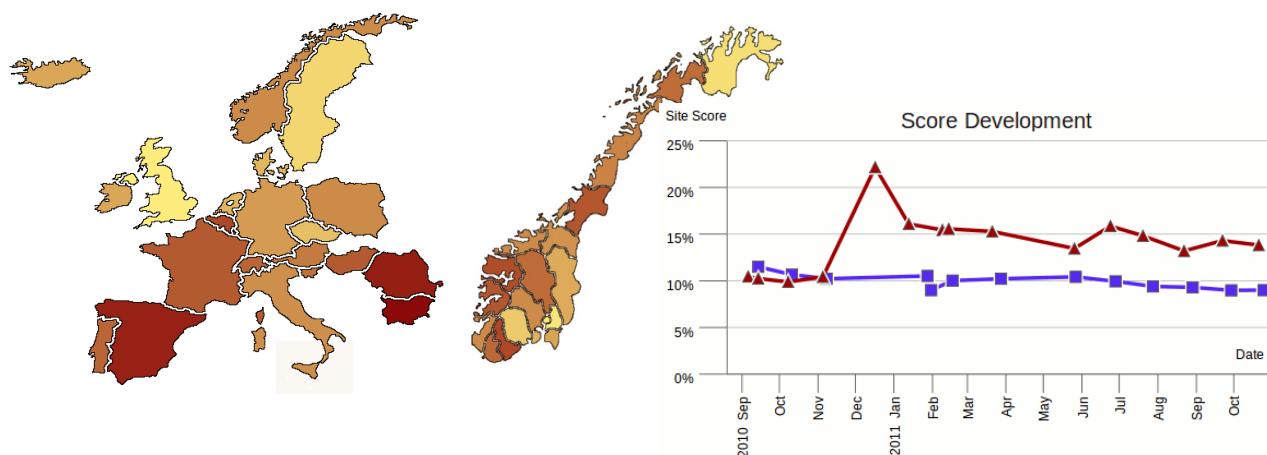 Site Score
Score Development
25%
20%
15%
10%
5%
0%
Date
Sep
Oct
Nov
Dec
Jan
Feb
Mar
Apr
May
Jun
Jul
Aug
Sep
Oct
2010
2011